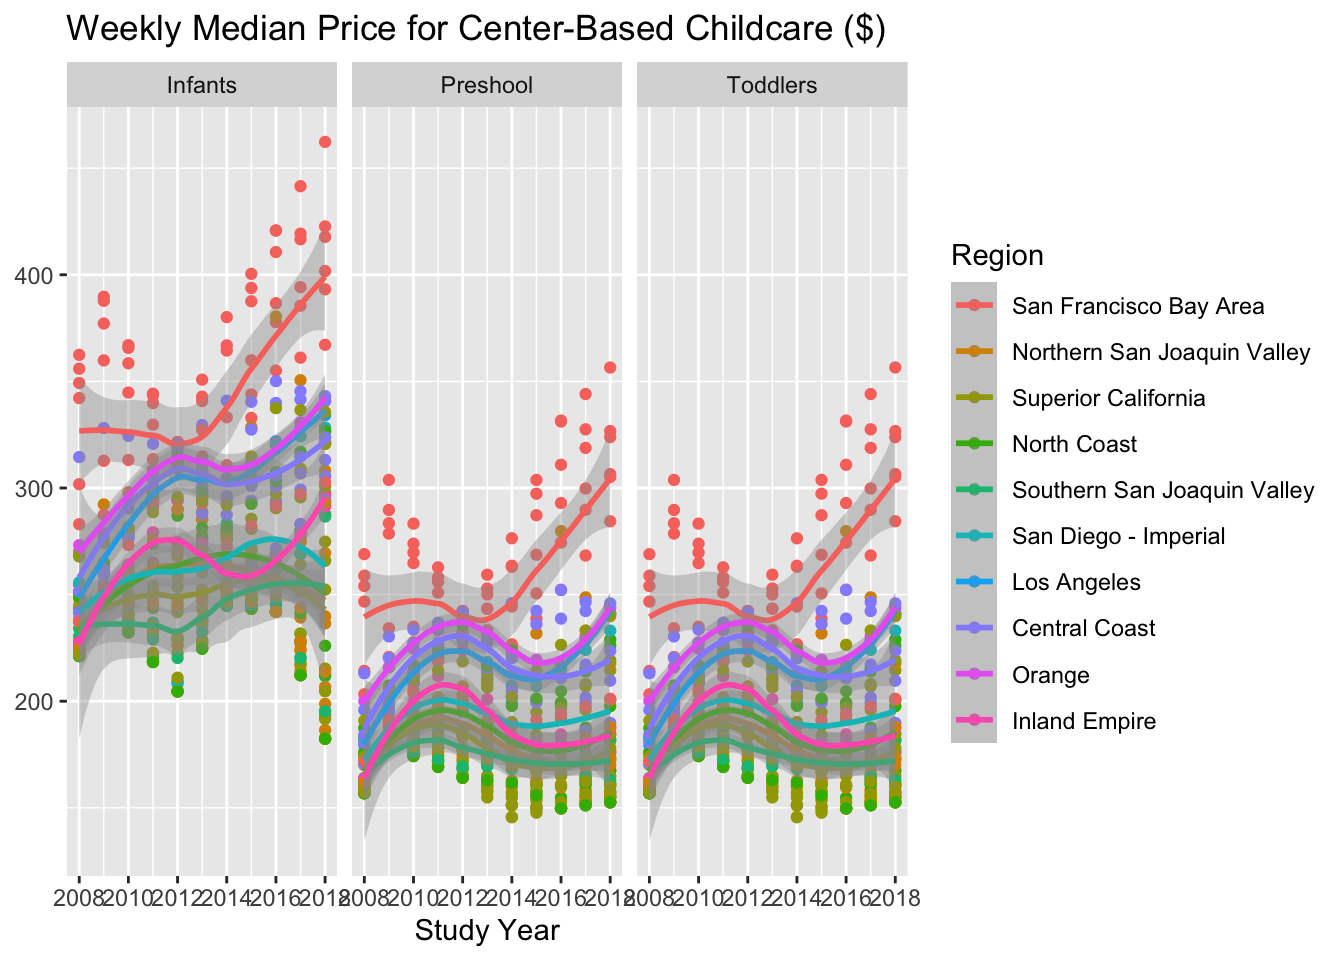 Weekly Median Price for Center-Based Childcare ($)
Infants
Preshool
Toddlers
400
300
200
2008 2010 2012 2014 2016 2018
2008 2010 2012 2014 2016 2018
2008 2010 2012 2014 2016 2018
Study Year
Region
San Francisco Bay Area
Northern San Joaquin Valley
Superior California
North Coast
Southern San Joaquin Valley
San Diego - Imperial
Los Angeles
Central Coast
Orange
Inland Empire